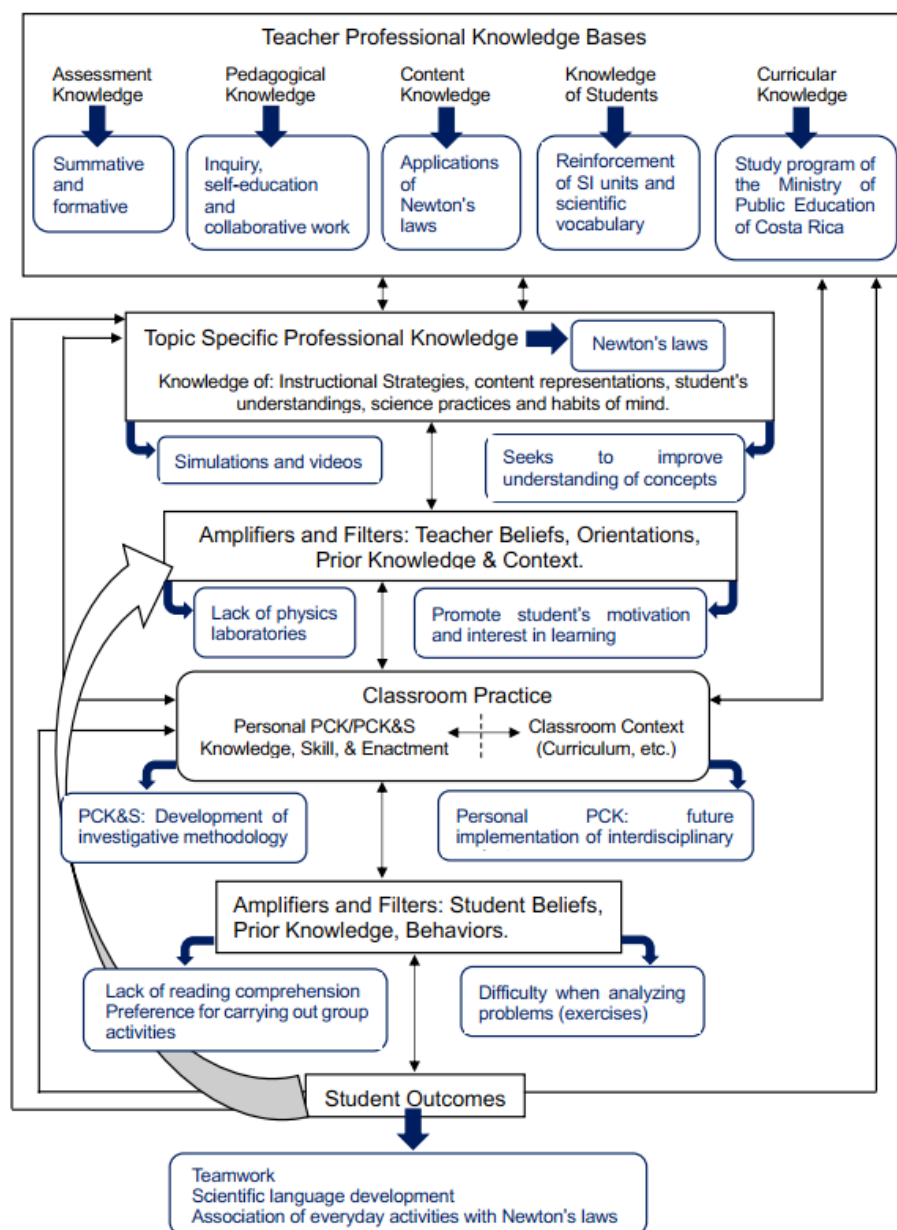 Teacher Professional Knowledge Bases
Assessment
Knowledge
Pedagogical
Knowledge
Content
Knowledge
Knowledge
of Students
Curricular
Knowledge
Summative
and
formative
Inquiry,
self-education
and
collaborative work
Applications
of
Newton's
laws
Reinforcement
of SI units and
scientific
vocabulary
Study program of
the Ministry of
Public Education
of Costa Rica
Topic Specific Professional Knowledge
Newton's laws
Knowledge of: Instructional Strategies, content representations, student's
understandings, science practices and habits of mind.
Simulations and videos
Seeks to improve
understanding of concepts
Amplifiers and Filters: Teacher Beliefs, Orientations,
Prior Knowledge & Context.
Lack of physics
laboratories
Promote student's motivation
and interest in learning
Classroom Practice
Personal PCK/PCK&S
Knowledge, Skill, & Enactment
Classroom Context
(Curriculum, etc.)
PCK&S: Development of
investigative methodology
Personal PCK: future
implementation of interdisciplinary
Amplifiers and Filters: Student Beliefs,
Prior Knowledge, Behaviors.
Lack of reading comprehension
Preference for carrying out group
activities
Difficulty when analyzing
problems (exercises)
Student Outcomes
Teamwork
Scientific language development
Association of everyday activities with Newton's laws